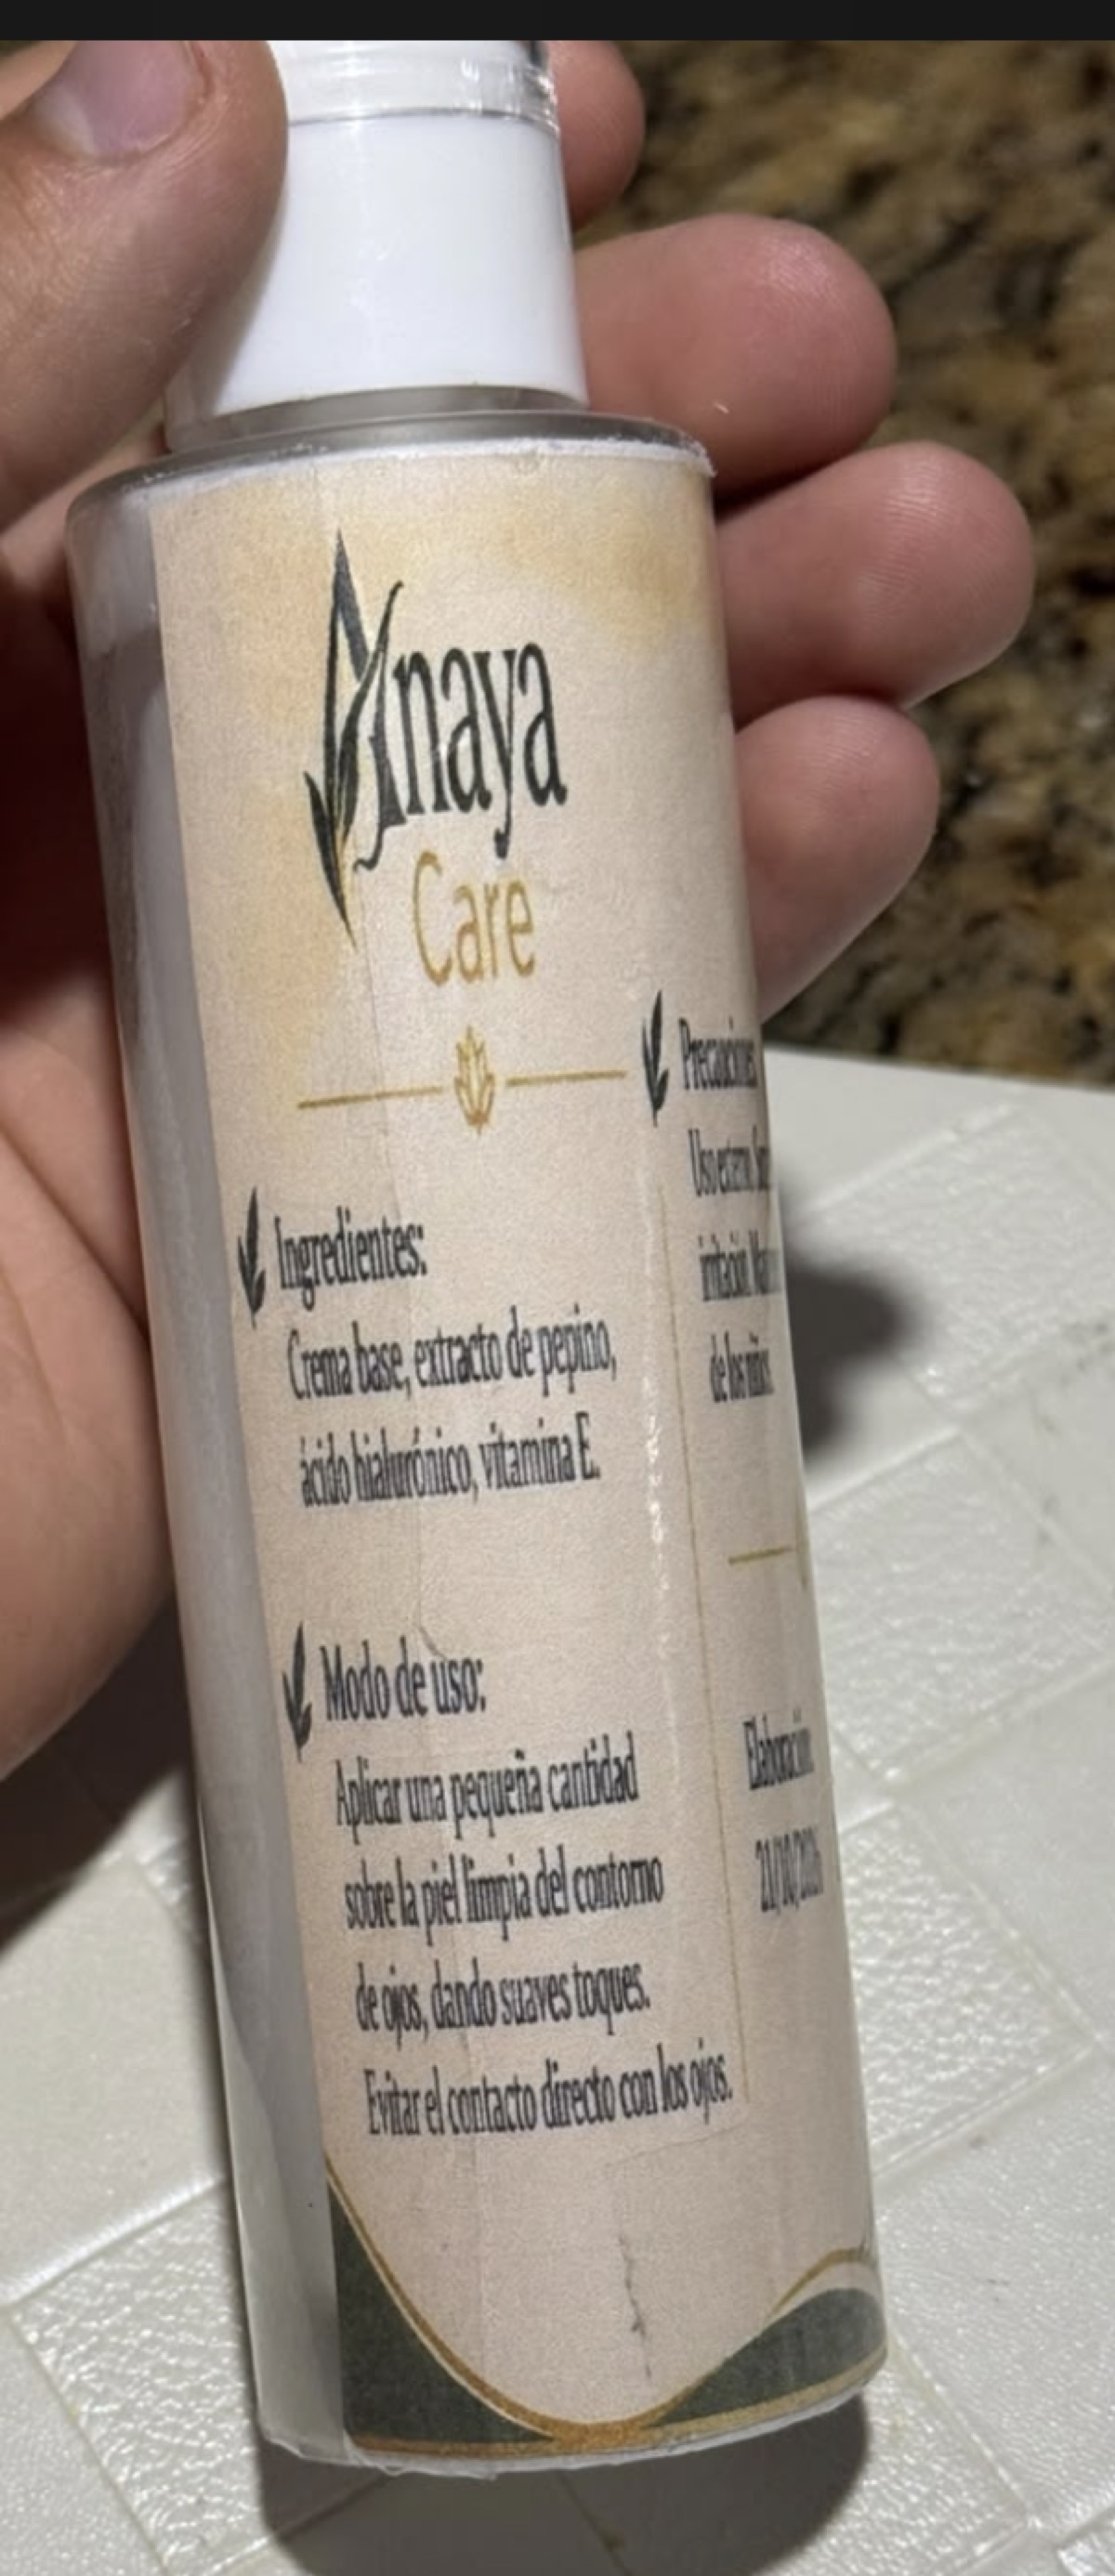 Anaya
Care
Ingredientes:
Crema base, extracto de pepino,
ácido hialurónico, vitamina E.
Modo de uso:
Aplicar una pequeña cantidad
sobre la piel limpia del contorno
de ojos, dando suaves toques.
Evitar el contacto directo con los ojos.
Precauciones
Uso externo.
irritación.
de los niños.
Elaboración: